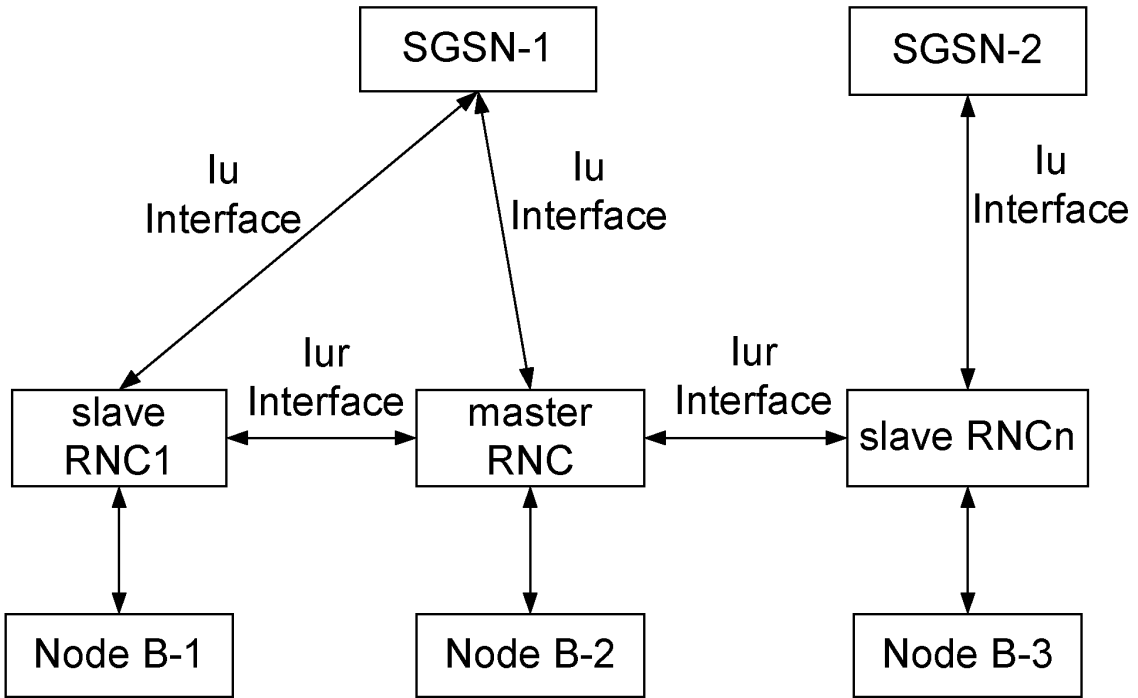 SGSN-1
SGSN-2
Iu
Interface
Iu
Interface
Iu
Interface
Iur
Interface
Iur
Interface
slave
RNC1
master
RNC
slave RNCn
Node B-1
Node B-2
Node B-3